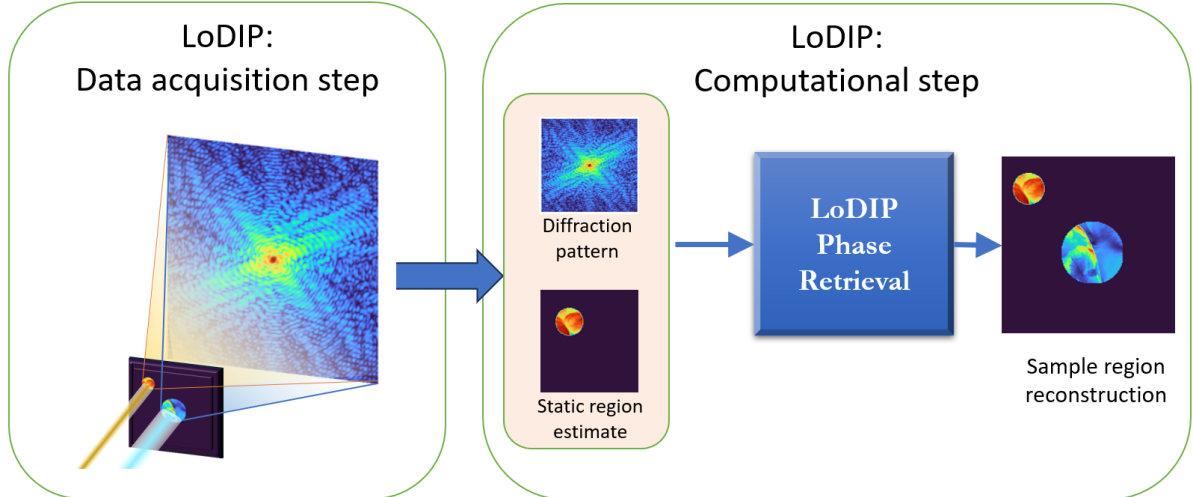 LoDIP:
Data acquisition step
LoDIP:
Computational step
Diffraction
pattern
Static region
estimate
LoDIP
Phase
Retrieval
Sample region
reconstruction